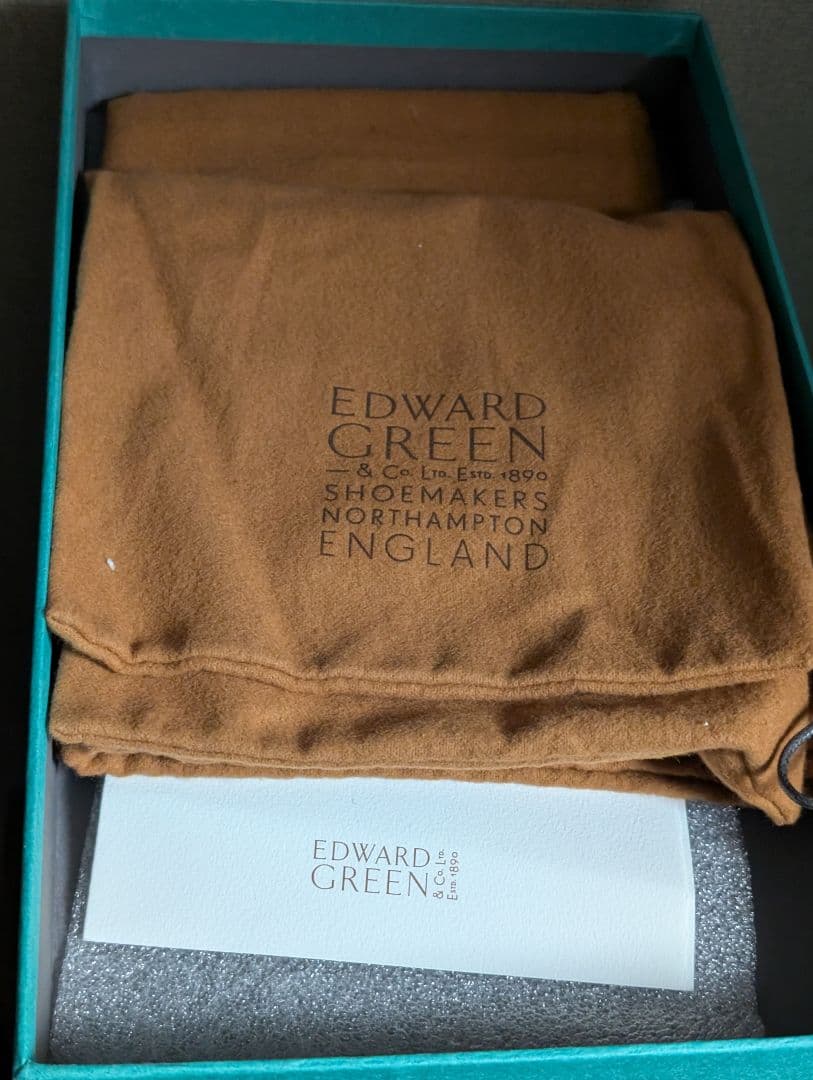 EDWARD
GREEN
— & Co. LTD. ESTD. 1890
SHOEMAKERS
NORTHAMPTON
ENGLAND
EDWARD
GREEN
& Co. LTD.
ESTD. 1890